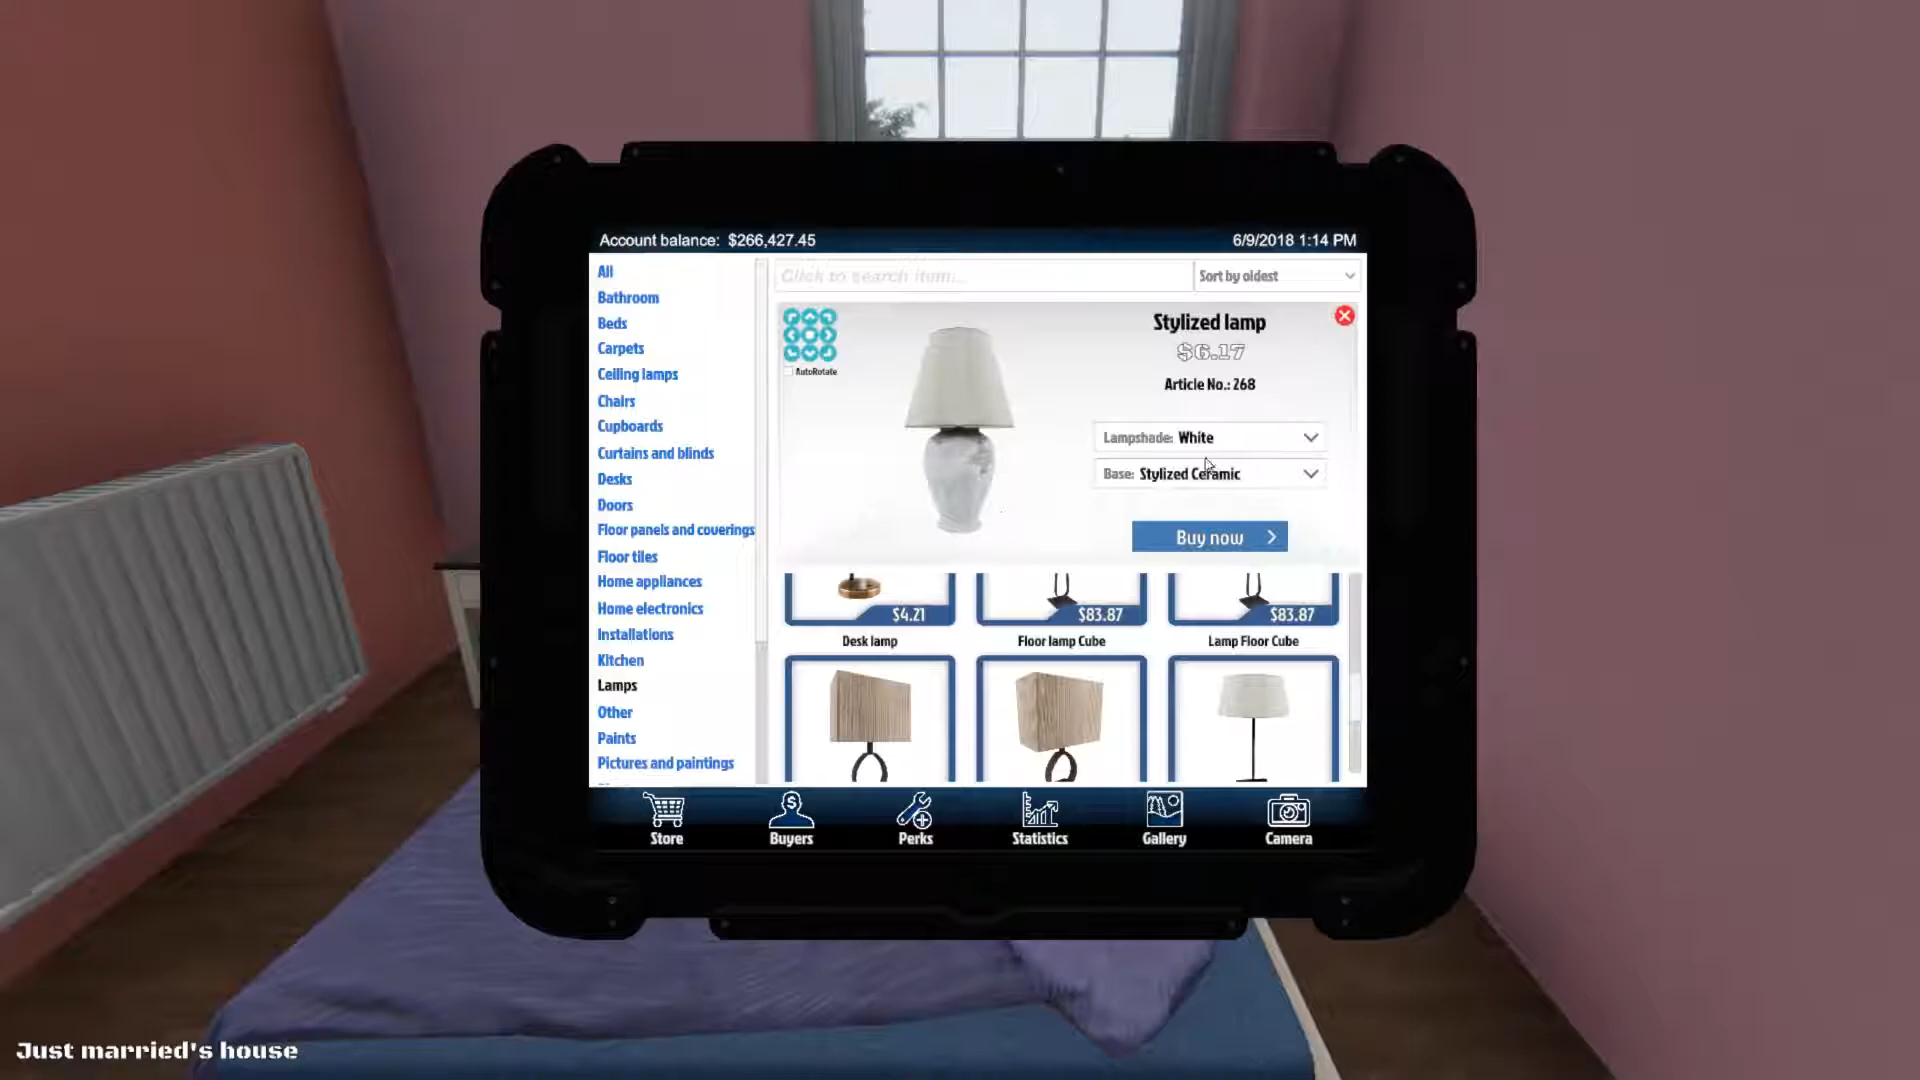 Account balance: $266,427.45
6/9/2018 1:14 PM
All
Bathroom
Beds
Carpets
Ceiling lamps
Chairs
Cupboards
Curtains and blinds
Desks
Doors
Floor panels and coverings
Floor tiles
Home appliances
Home electronics
Installations
Kitchen
Lamps
Other
Paints
Pictures and paintings
Click to search item...
Sort by oldest
AutoRotate
Stylized lamp
$6.17
Article No.: 268
Lampshade: White
Base: Stylized Ceramic
Buy now
$4.21
$83.87
$83.87
Desk lamp
Floor lamp Cube
Lamp Floor Cube
Store
Buyers
Perks
Statistics
Gallery
Camera
Just married's house